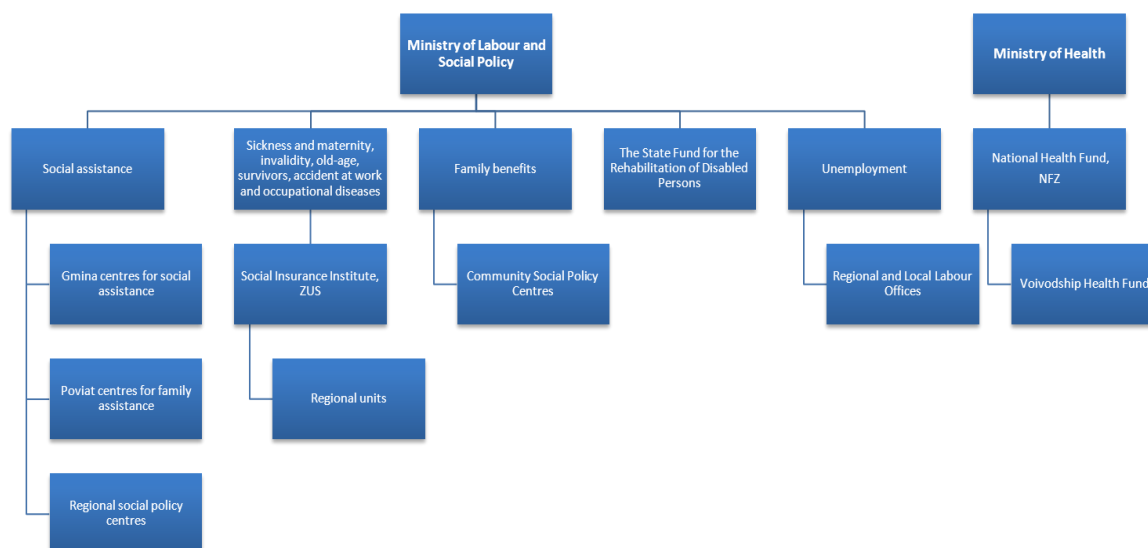 Ministry of Labour and
Social Policy
Ministry of Health
Social assistance
Sickness and maternity,
invalidity, old-age,
survivors, accident at work
and occupational diseases
Family benefits
The State Fund for the
Rehabilitation of Disabled
Persons
Unemployment
National Health Fund,
NFZ
Gmina centres for social
assistance
Social Insurance Institute,
ZUS
Community Social Policy
Centres
Regional and Local Labour
Offices
Voivodship Health Fund
Poviat centres for family
assistance
Regional units
Regional social policy
centres